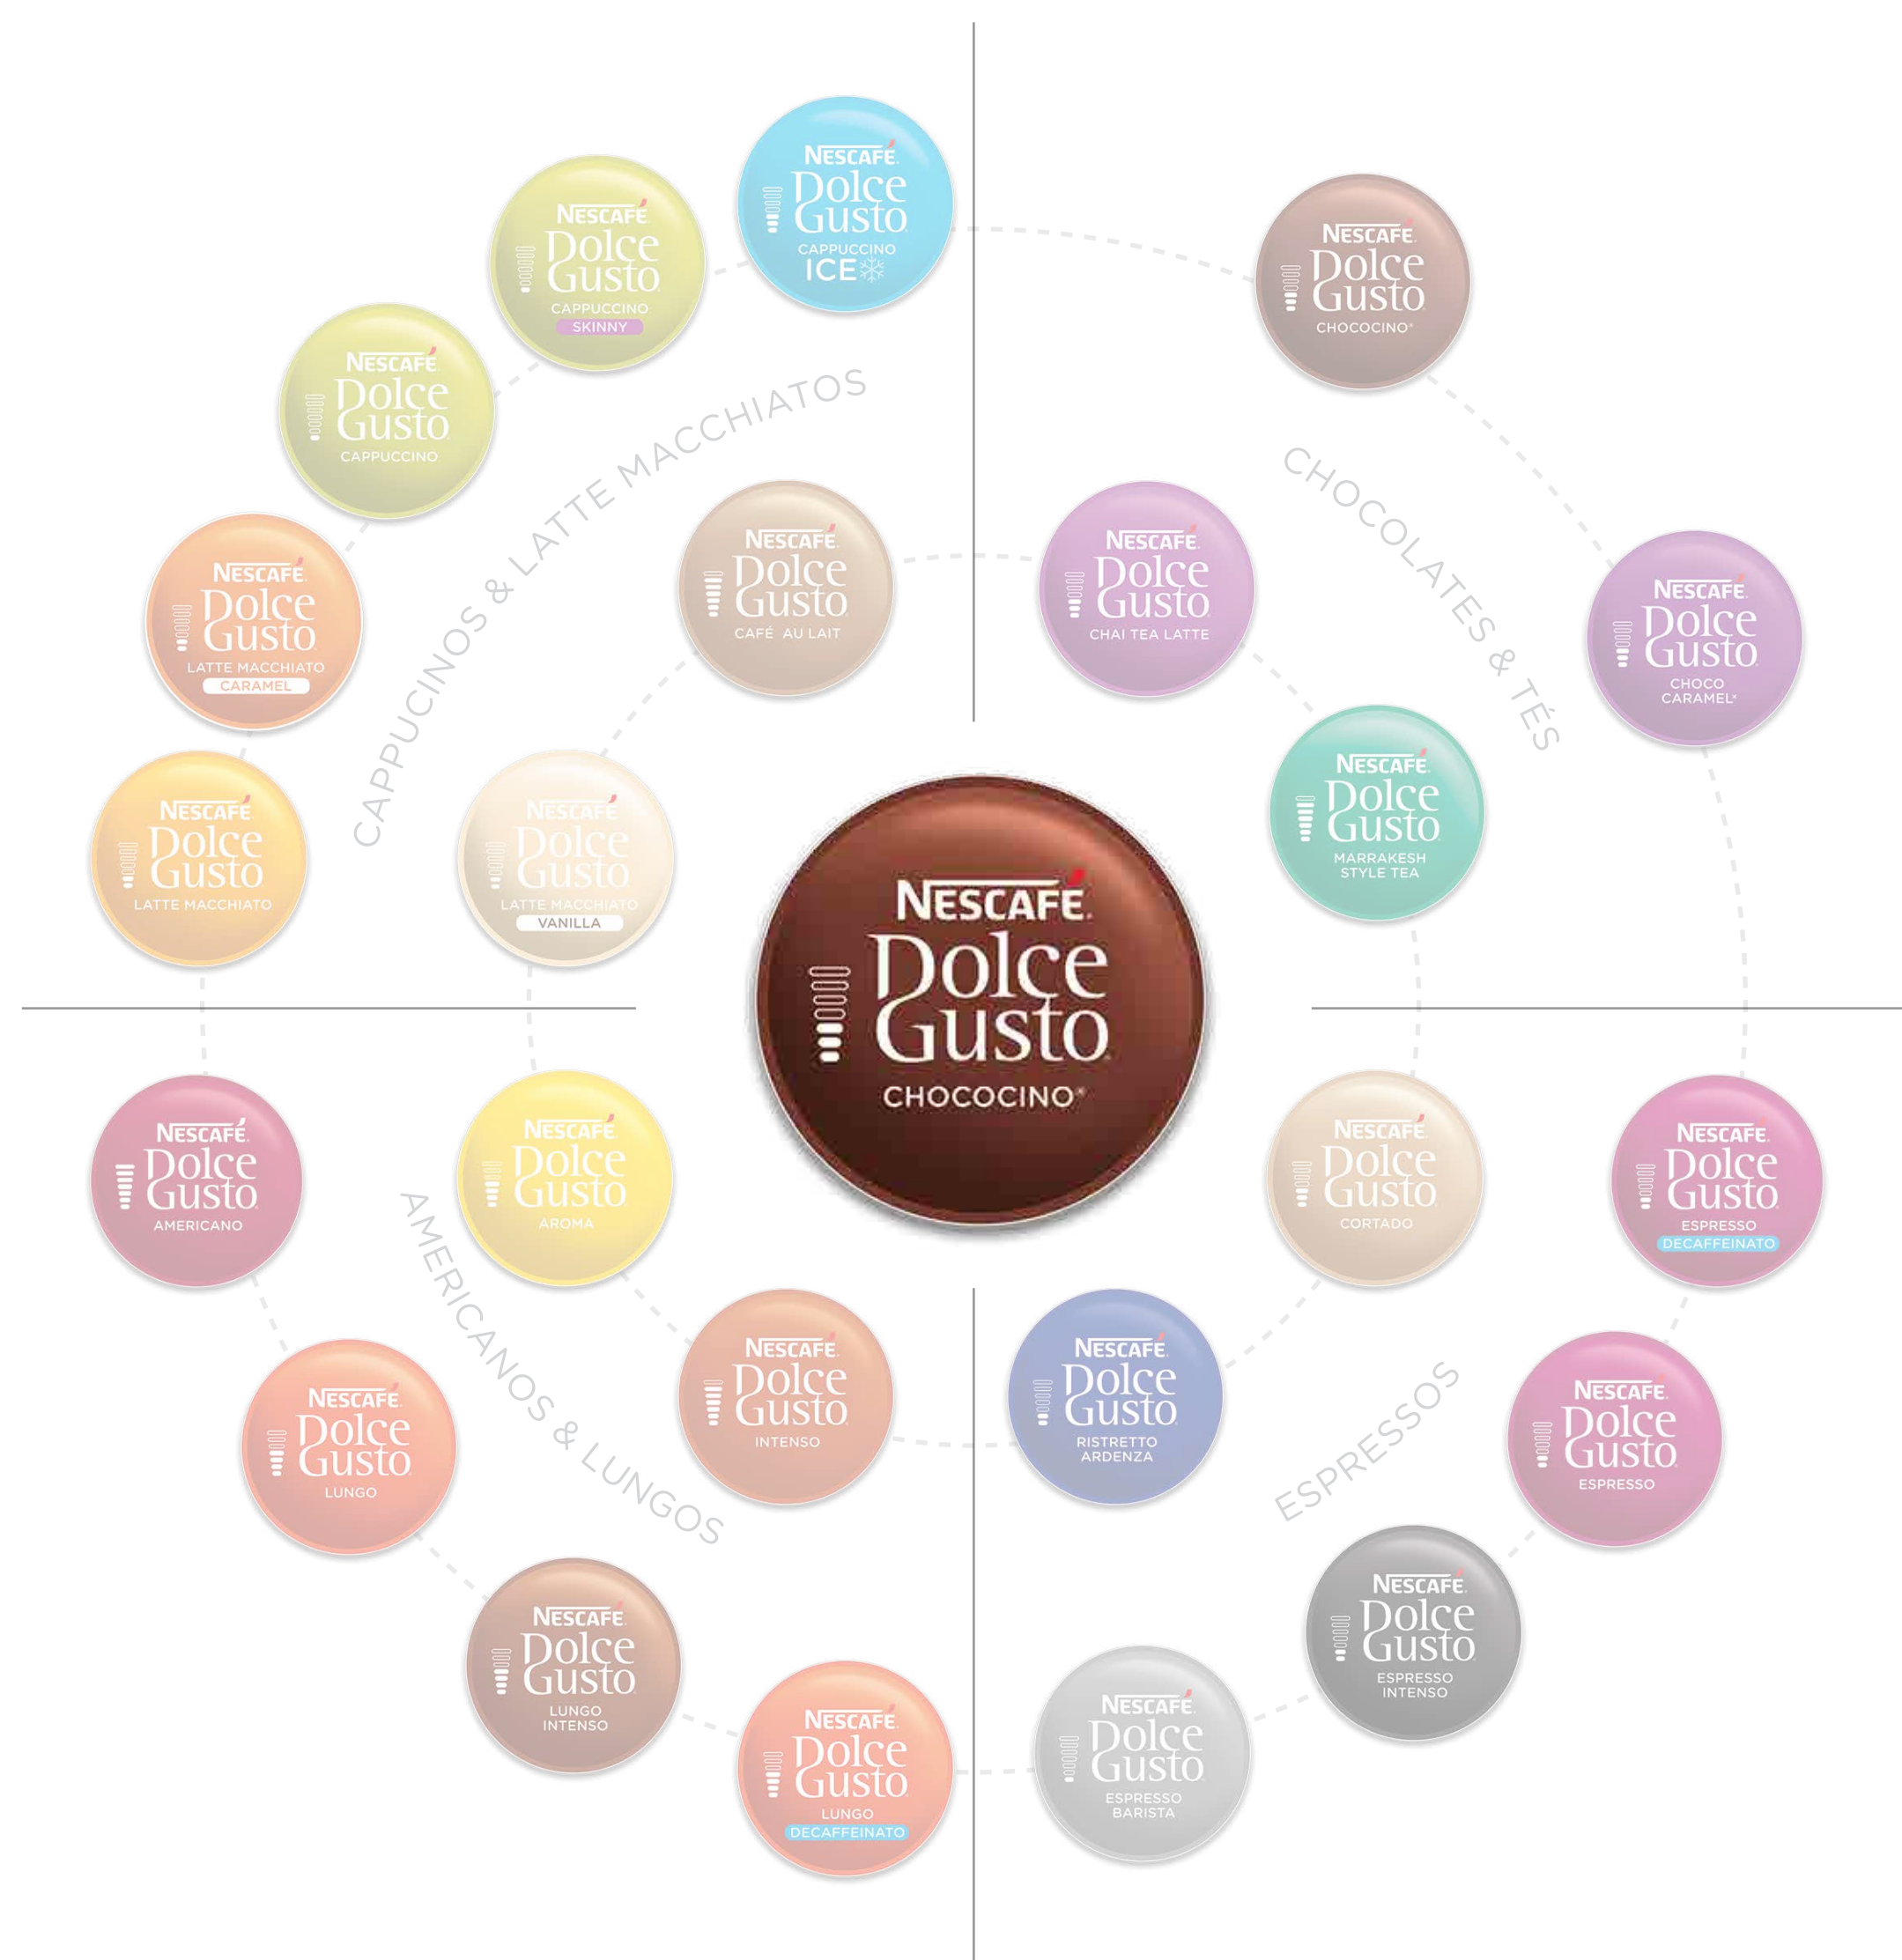 NESCAFÉ.
Dolce
Gusto
CAPPUCCINO
ICE
NESCAFÉ.
Dolce
Gusto
CAPPUCCINO
SKINNY
NESCAFÉ.
Dolce
Gusto
CAPPUCCINO
NESCAFÉ.
Dolce
Gusto
LATTE MACCHIATO
CARAMEL
NESCAFÉ
Dolce
Gusto
LATTE MACCHIATO
CAPPUCINOS & LATTE MACCHIATOS
NESCAFÉ.
Dolce
Gusto
CAFÉ AU LAIT
NESCAFÉ
Dolce
Gusto
LATTE MACCHIATO
VANILLA
NESCAFÉ.
Dolce
Gusto
CHOCOCINO®
CHOCOLATES & TÉS
NESCAFÉ.
Dolce
Gusto
CHAI TEA LATTE
NESCAFÉ.
Dolce
Gusto
CHOCO
CARAMEL®
NESCAFÉ.
Dolce
Gusto
MARRAKESH
STYLE TEA
NESCAFÉ.
Dolce
Gusto
CHOCOCINO®
NESCAFÉ.
Dolce
Gusto
AMERICANO
NESCAFÉ.
Dolce
Gusto
AROMA
AMERICANOS & LUNGOS
NESCAFÉ.
Dolce
Gusto
INTENSO
NESCAFÉ.
Dolce
Gusto
LUNGO
NESCAFÉ.
Dolce
Gusto
LUNGO
INTENSO
NESCAFÉ.
Dolce
Gusto
LUNGO
DECAFFEINATO
NESCAFÉ.
Dolce
Gusto
CORTADO
NESCAFÉ.
Dolce
Gusto
ESPRESSO
DECAFFEINATO
NESCAFÉ.
Dolce
Gusto
RISTRETTO
ARDENZA
ESPRESSOS
NESCAFÉ.
Dolce
Gusto
ESPRESSO
NESCAFÉ.
Dolce
Gusto
ESPRESSO
INTENSO
NESCAFÉ.
Dolce
Gusto
ESPRESSO
BARISTA